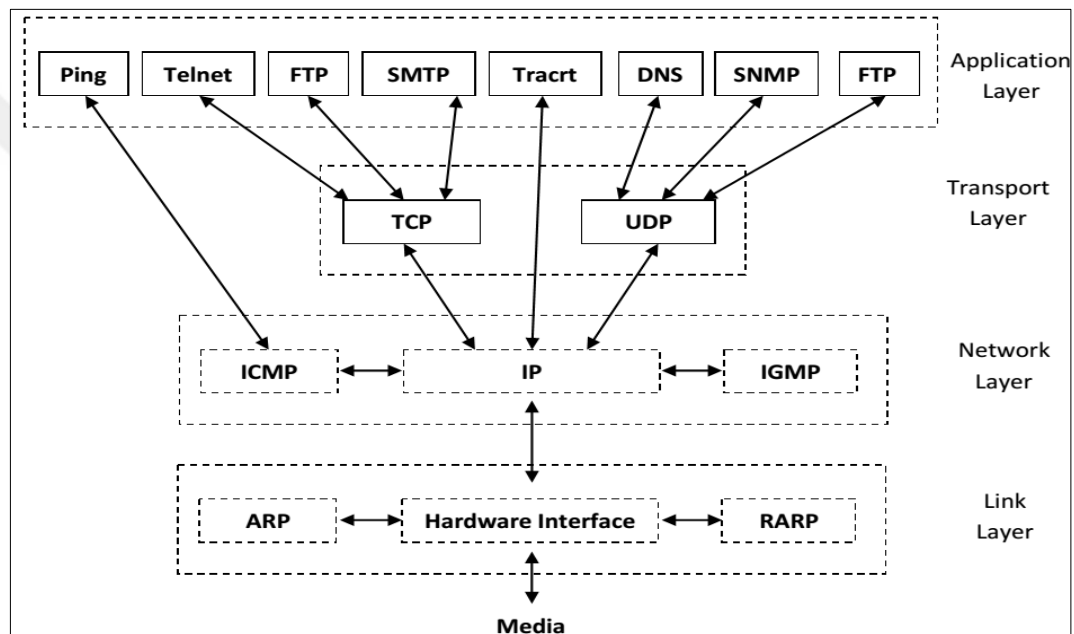 Ping Telnet FTP SMTP Tracrt DNS SNMP FTP
Application
Layer
TCP UDP
Transport
Layer
ICMP IP IGMP
Network
Layer
ARP Hardware Interface RARP
Link
Layer
Media